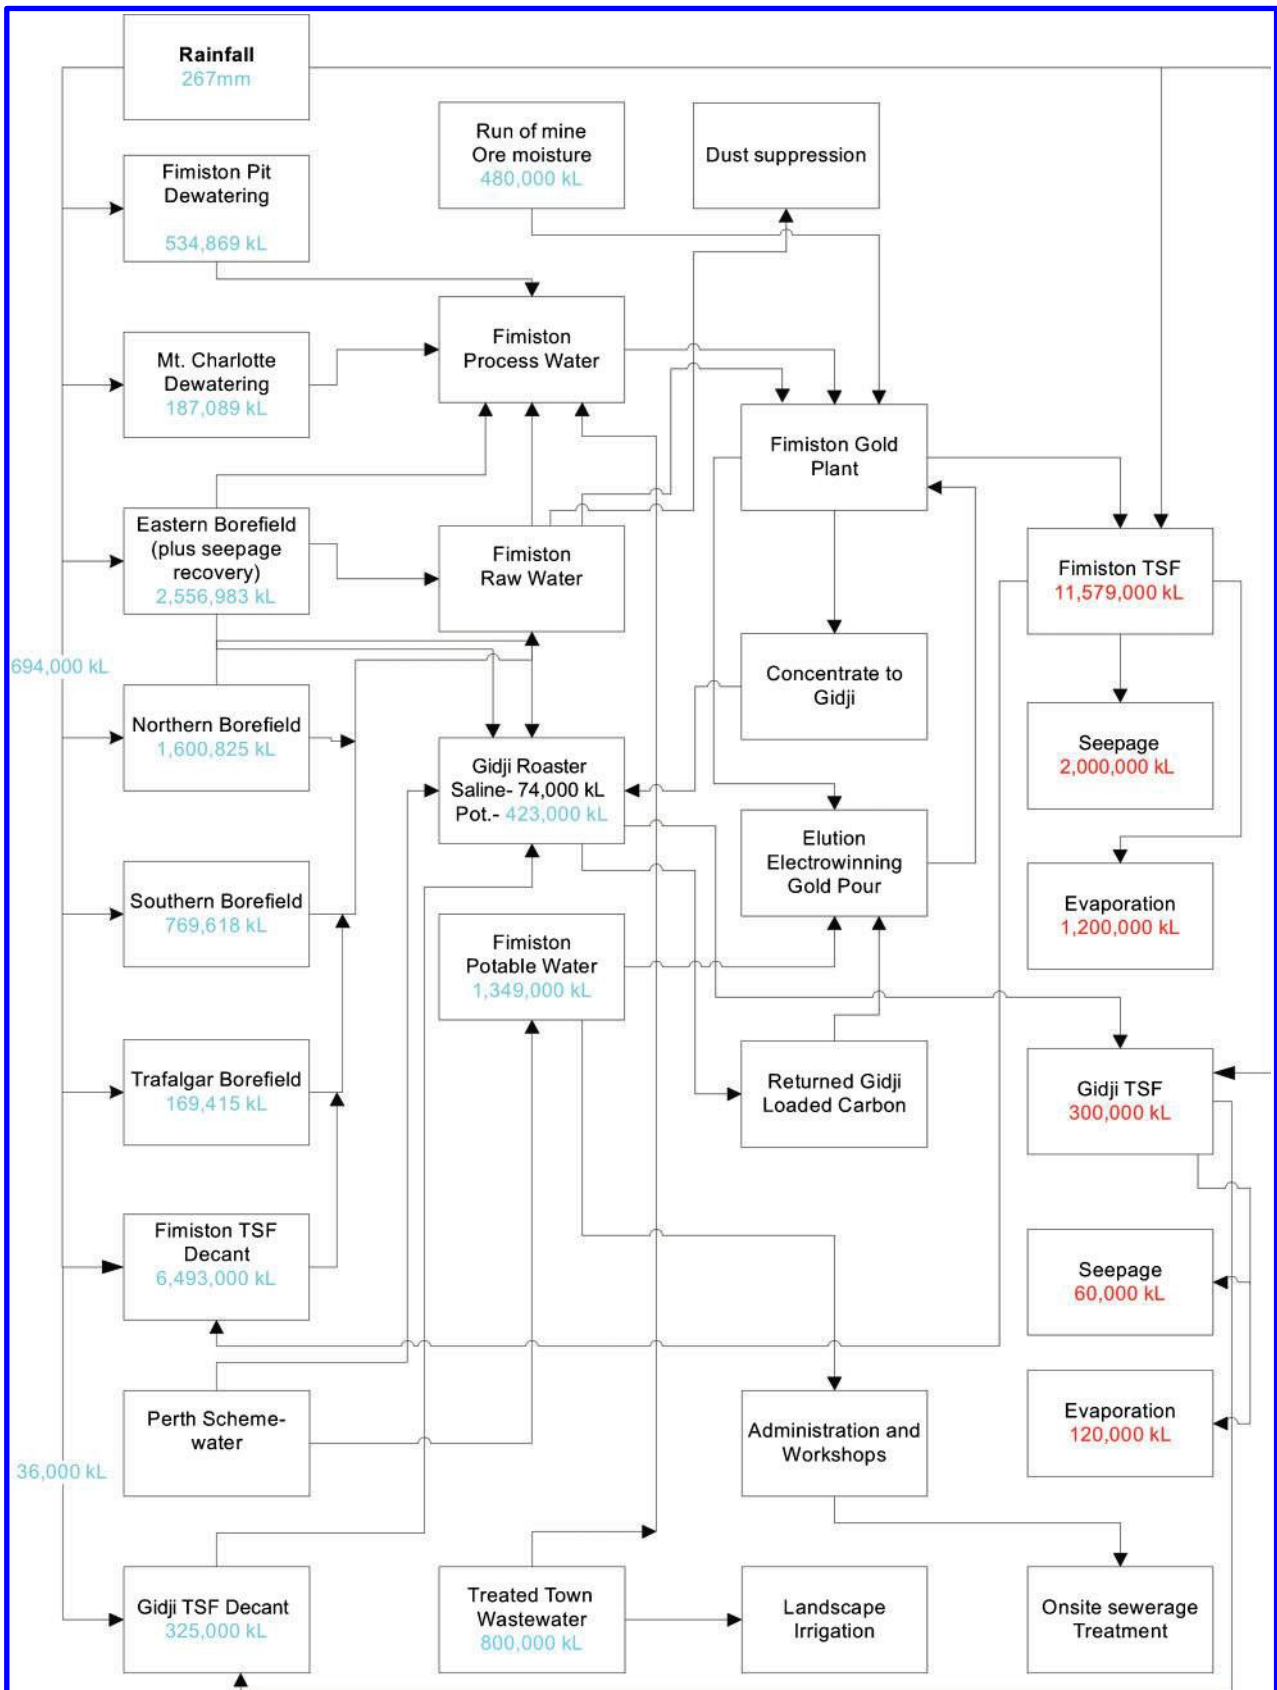 Rainfall
267mm
Run of mine
Ore moisture
480,000 kL
Dust suppression
Fimiston Pit
Dewatering
534,869 kL
Fimiston
Process Water
Mt. Charlotte
Dewatering
187,089 kL
Fimiston Gold
Plant
Eastern Borefield
(plus seepage
recovery)
2,556,983 kL
Fimiston
Raw Water
Fimiston TSF
11,579,000 kL
694,000 kL
Concentrate to
Gidji
Northern Borefield
1,600,825 kL
Seepage
2,000,000 kL
Gidji Roaster
Saline- 74,000 kL
Pot.- 423,000 kL
Elution
Electrowinning
Gold Pour
Southern Borefield
769,618 kL
Evaporation
1,200,000 kL
Fimiston
Potable Water
1,349,000 kL
Trafalgar Borefield
169,415 kL
Returned Gidji
Loaded Carbon
Gidji TSF
300,000 kL
Fimiston TSF
Decant
6,493,000 kL
Seepage
60,000 kL
Perth Scheme-
water
Administration and
Workshops
Evaporation
120,000 kL
36,000 kL
Gidji TSF Decant
325,000 kL
Treated Town
Wastewater
800,000 kL
Landscape
Irrigation
Onsite sewerage
Treatment